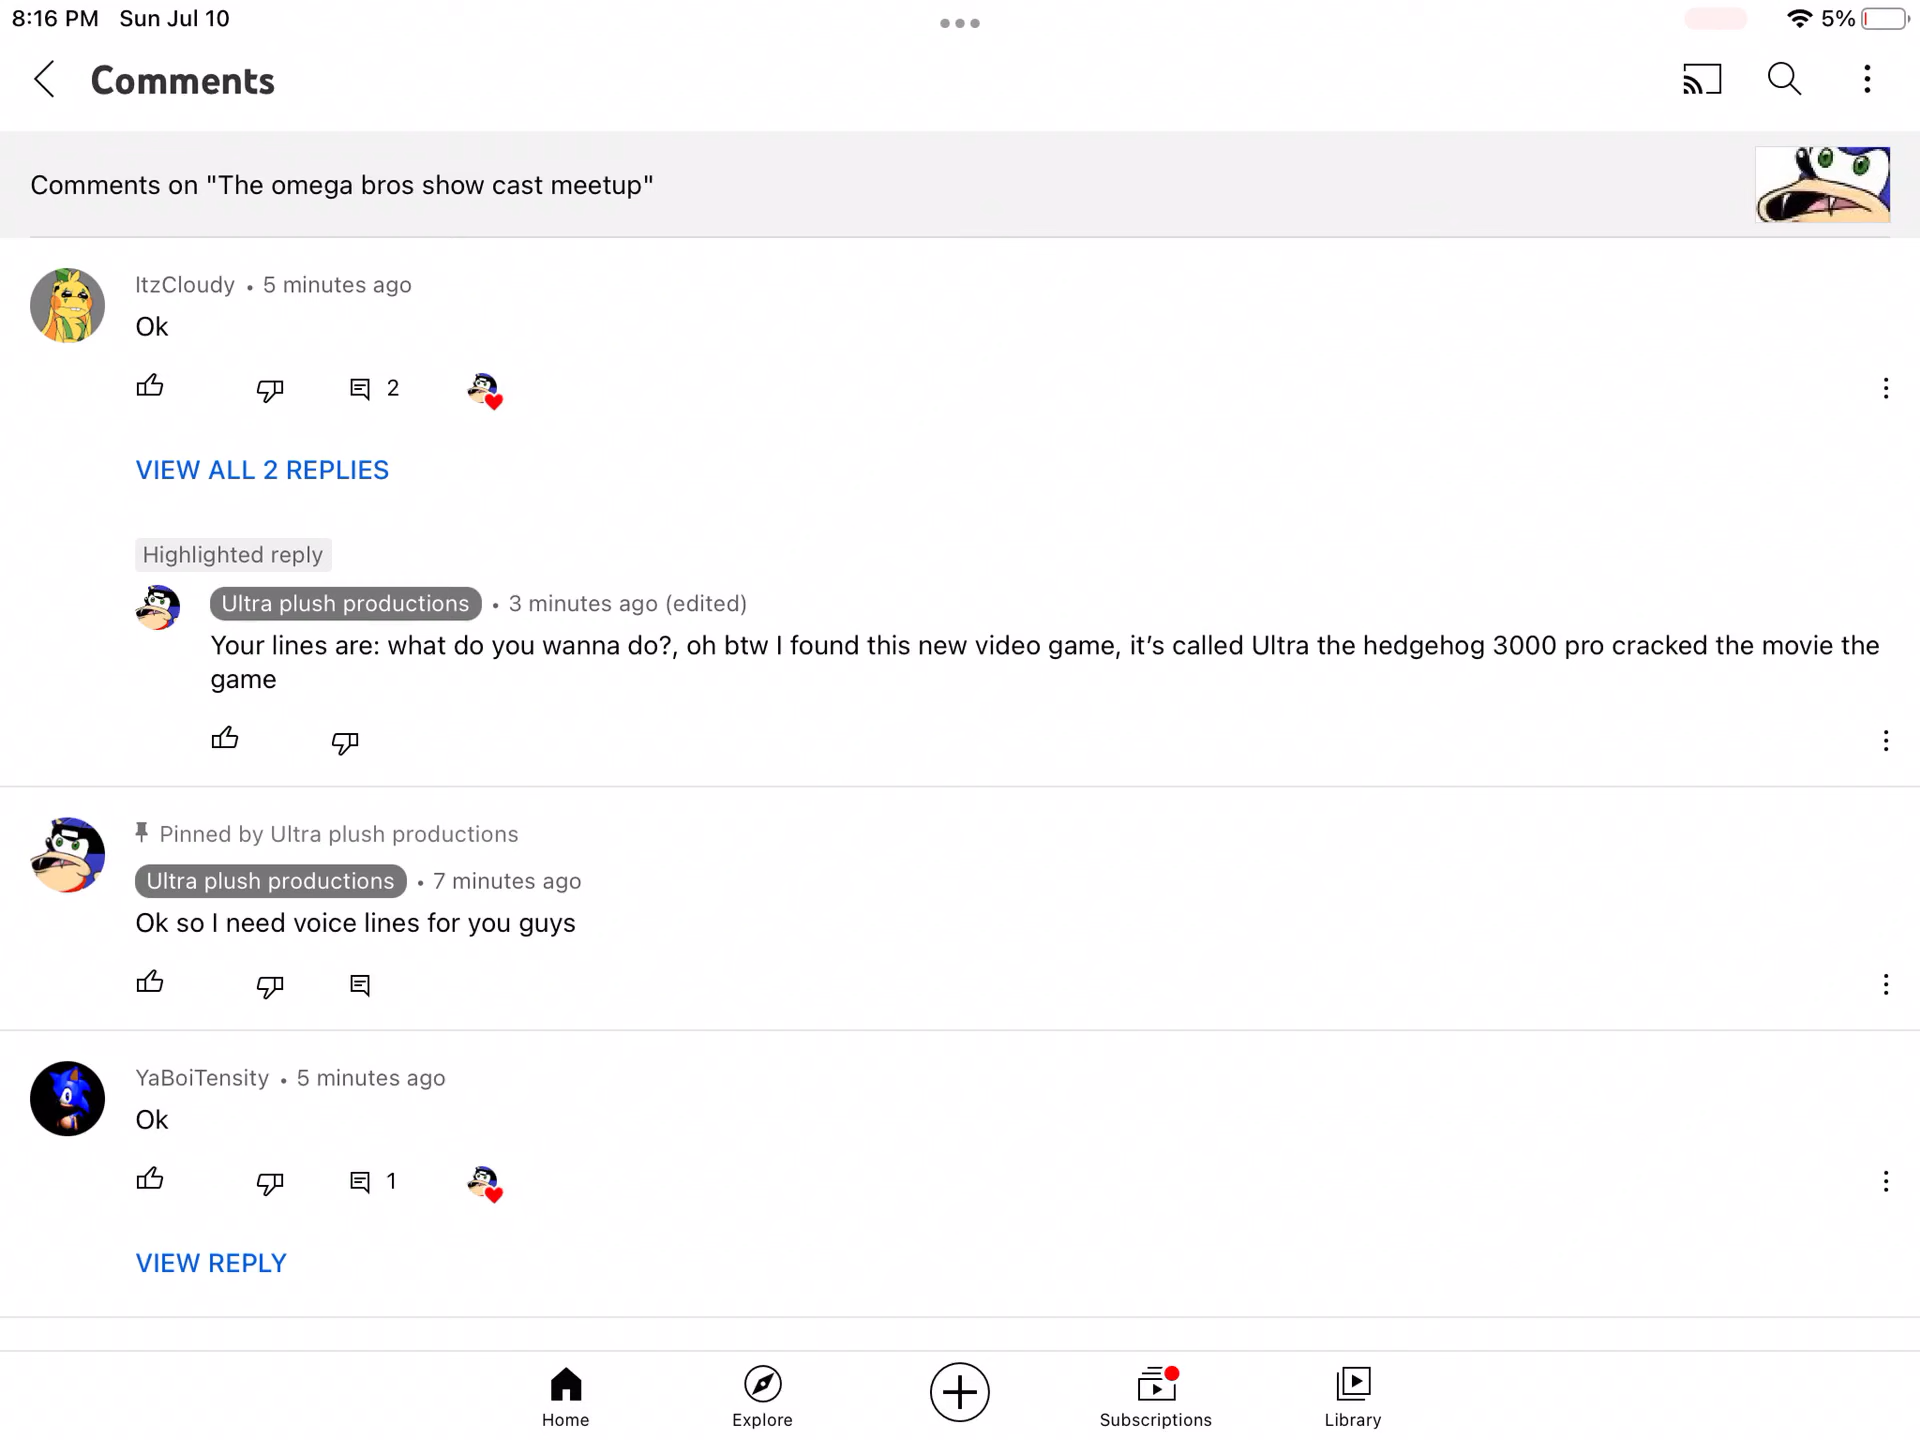 8:16 PM Sun Jul 10
5%
Comments
Comments on "The omega bros show cast meetup"
ItzCloudy • 5 minutes ago
Ok
2
VIEW ALL 2 REPLIES
Highlighted reply
Ultra plush productions • 3 minutes ago (edited)
Your lines are: what do you wanna do?, oh btw I found this new video game, it’s called Ultra the hedgehog 3000 pro cracked the movie the
game
Pinned by Ultra plush productions
Ultra plush productions • 7 minutes ago
Ok so I need voice lines for you guys
YaBoiTensity • 5 minutes ago
Ok
1
VIEW REPLY
Home
Explore
Subscriptions
Library